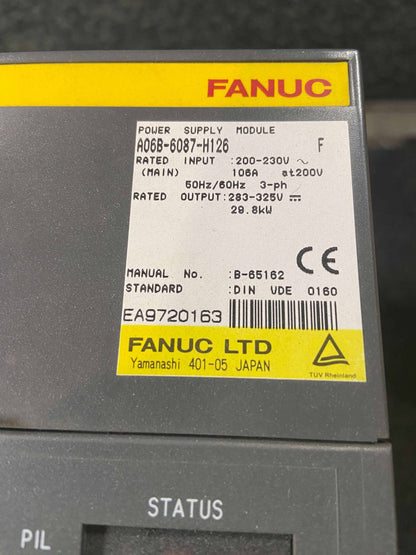 FANUC
POWER SUPPLY MODULE
A06B-6087-H126 F
RATED INPUT :200-230V ~
(MAIN) 106A at200V
50Hz/60Hz 3-ph
RATED OUTPUT:283-325V ⎓
29.8kW
MANUAL No. :B-65162
STANDARD :DIN VDE 0160
CE
EA9720163
FANUC LTD
Yamanashi 401-05 JAPAN
TÜV Rheinland
STATUS
PIL